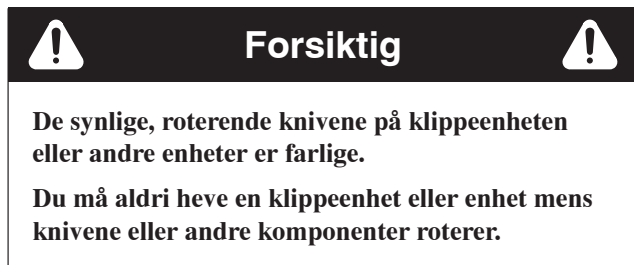 Forsiktig
De synlige, roterende knivene på klippeenheten
eller andre enheter er farlige.
Du må aldri heve en klippeenhet eller enhet mens
knivene eller andre komponenter roterer.